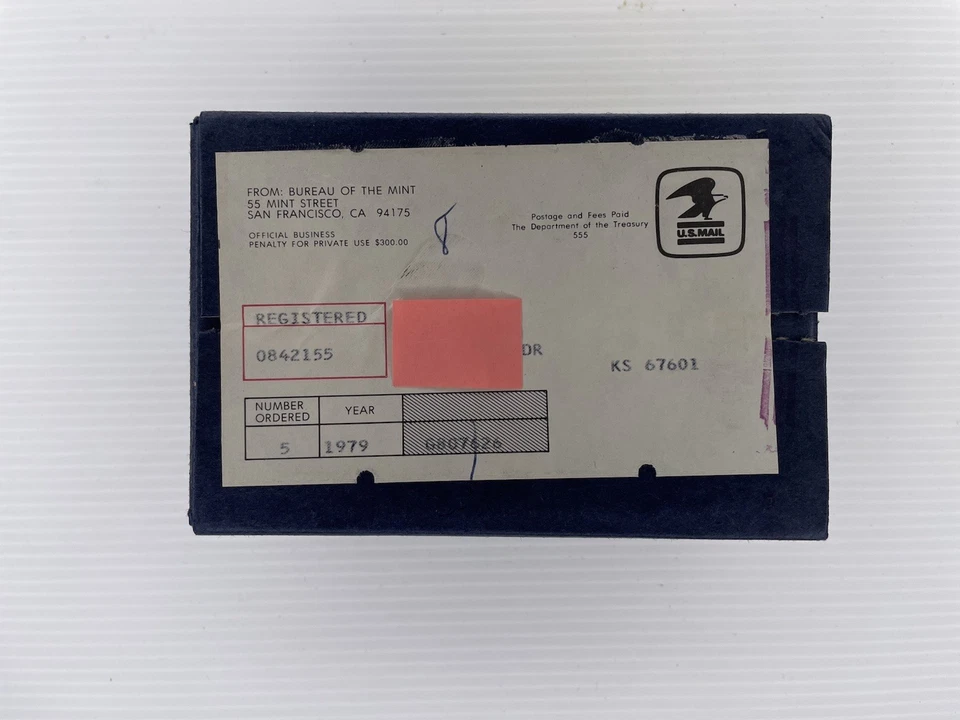 FROM: BUREAU OF THE MINT
55 MINT STREET
SAN FRANCISCO, CA 94175
OFFICIAL BUSINESS
PENALTY FOR PRIVATE USE $300.00
8
Postage and Fees Paid
The Department of the Treasury
555
U.S.MAIL
REGISTERED
0842155
DR
KS 67601
NUMBER ORDERED
YEAR
5
1979